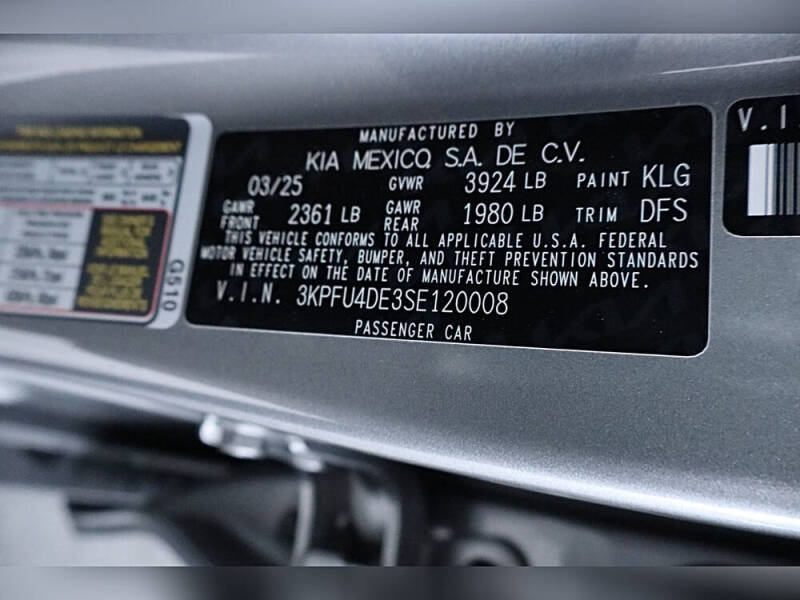 MANUFACTURED BY
KIA MEXICO, S.A. DE C.V.
03/25 GVWR 3924 LB PAINT KLG
GAWR FRONT 2361 LB GAWR REAR 1980 LB TRIM DFS
THIS VEHICLE CONFORMS TO ALL APPLICABLE U.S.A. FEDERAL
MOTOR VEHICLE SAFETY, BUMPER, AND THEFT PREVENTION STANDARDS
IN EFFECT ON THE DATE OF MANUFACTURE SHOWN ABOVE.
V.I.N. 3KPFU4DE3SE120008
PASSENGER CAR
G510
V.I